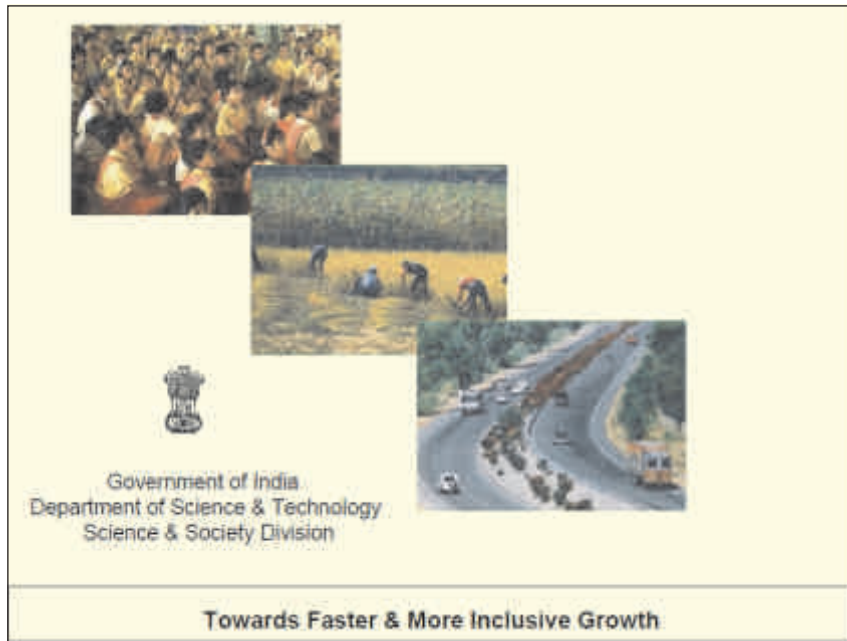 Government of India
Department of Science & Technology
Science & Society Division
Towards Faster & More Inclusive Growth